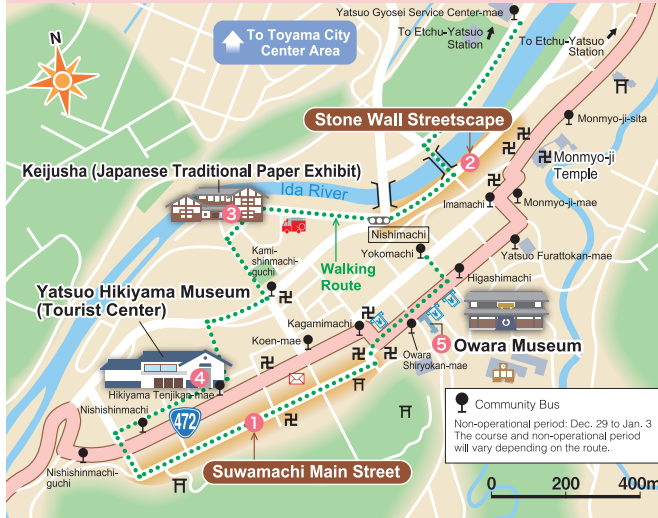 Yatsuo Gyosei Service Center-mae
N
To Toyama City
Center Area
To Etchu-Yatsuo
Station
To Etchu-Yatsuo
Station
Stone Wall Streetscape
Monmyo-ji-sita
2
Monmyo-ji
Temple
Keijusha (Japanese Traditional Paper Exhibit)
Ida River
3
Imamachi
Monmyo-ji-mae
Nishimachi
Kami-
shinmachi-
guchi
Walking
Route
Yokomachi
Yatsuo Furattokan-mae
Higashimachi
Yatsuo Hikiyama Museum
(Tourist Center)
Kagamimachi
Koen-mae
5
Owara Museum
Owara
Shiryokan-mae
4
Hikiyama Tenjikan-mae
Nishishinmachi
472
1
Nishishinmachi-
guchi
Suwamachi Main Street
Community Bus
Non-operational period: Dec. 29 to Jan. 3
The course and non-operational period
will vary depending on the route.
0 200 400m